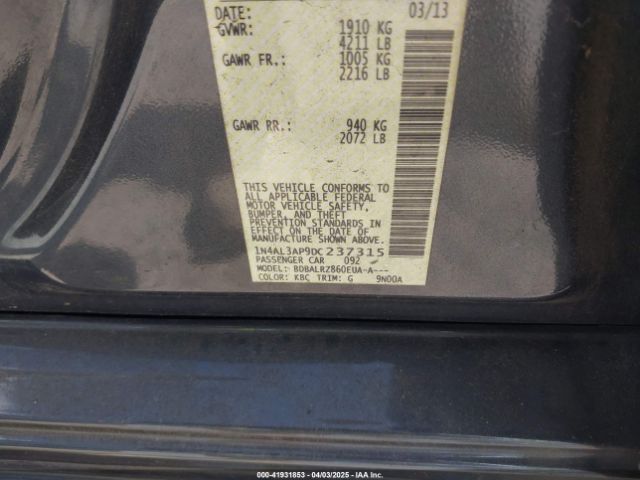 DATE: 03/13
GVWR: 1910 KG
4211 LB
GAWR FR.: 1005 KG
2216 LB
GAWR RR.: 940 KG
2072 LB
THIS VEHICLE CONFORMS TO
ALL APPLICABLE FEDERAL
MOTOR VEHICLE SAFETY,
BUMPER, AND THEFT
PREVENTION STANDARDS IN
EFFECT ON THE DATE OF
MANUFACTURE SHOWN ABOVE.
1N4AL3AP9DC237315
PASSENGER CAR 092
MODEL: BDBALRZ860EUA-A---
COLOR: KBC TRIM: G 9N00A
000-41931853 - 04/03/2025 - IAA Inc.